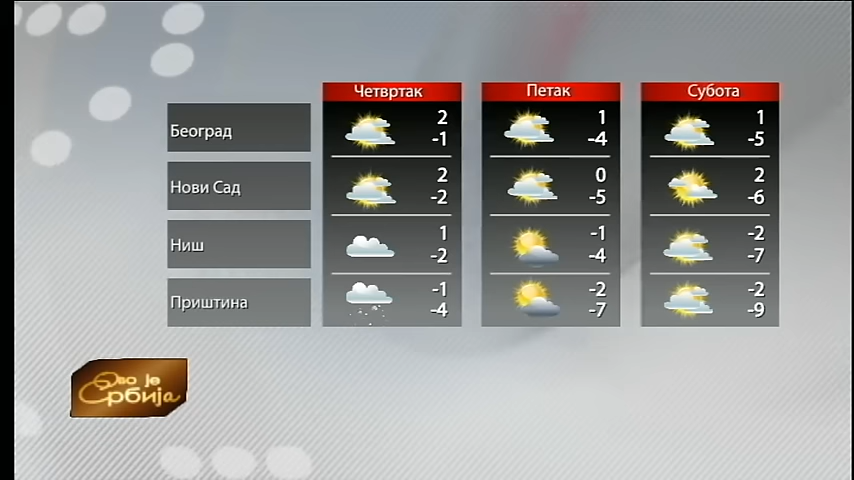 Четвртак Петак Субота
Београд 2 1 1
-1 -4 -5
Нови Сад 2 0 2
-2 -5 -6
Ниш 1 -1 -2
-2 -4 -7
Приштина -1 -2 -2
-4 -7 -9
Ово је
Србија